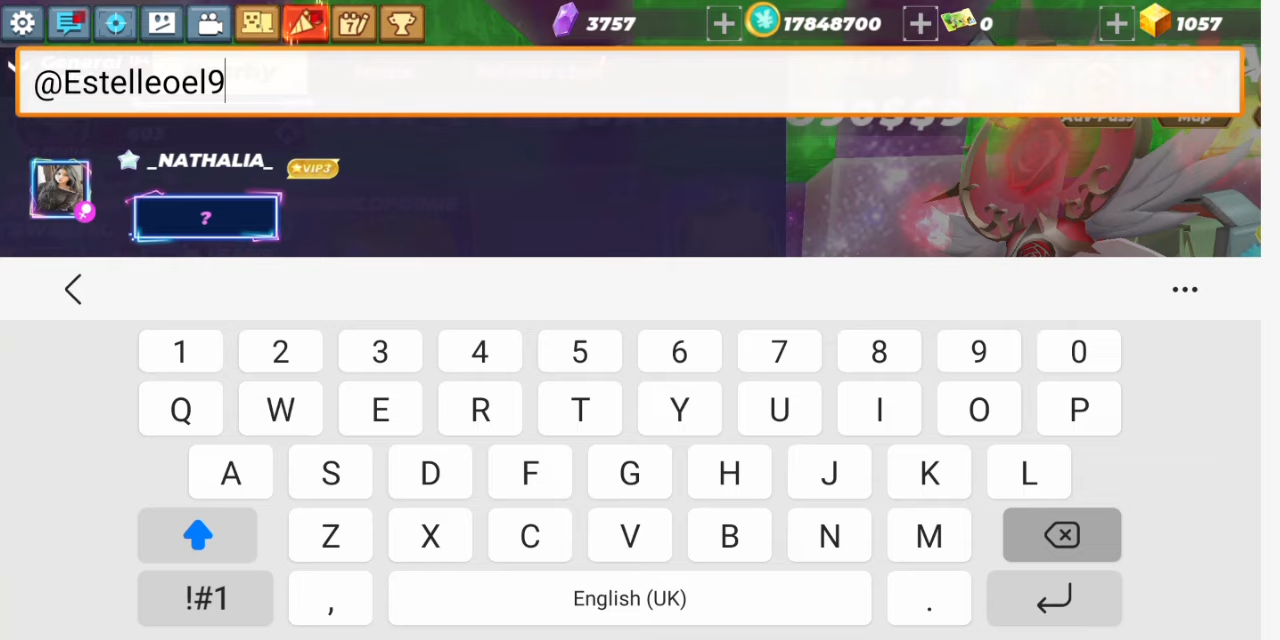 3757
17848700
0
1057
@Estelleoel9
_NATHALIA_
VIP3
?
1 2 3 4 5 6 7 8 9 0
Q W E R T Y U I O P
A S D F G H J K L
Z X C V B N M
!#1 , English (UK) .